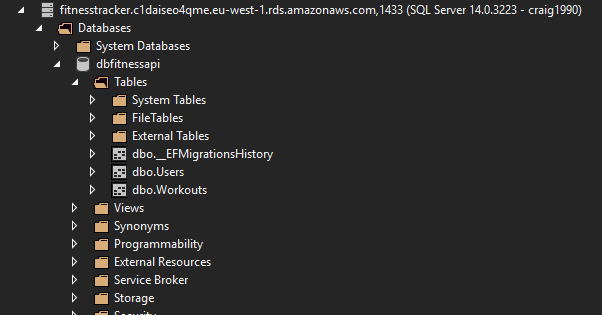 fitnesstracker.c1daiseo4qme.eu-west-1.rds.amazonaws.com,1433 (SQL Server 14.0.3223 - craig1990)
Databases
System Databases
dbfitnessapi
Tables
System Tables
FileTables
External Tables
dbo.__EFMigrationsHistory
dbo.Users
dbo.Workouts
Views
Synonyms
Programmability
External Resources
Service Broker
Storage
Security